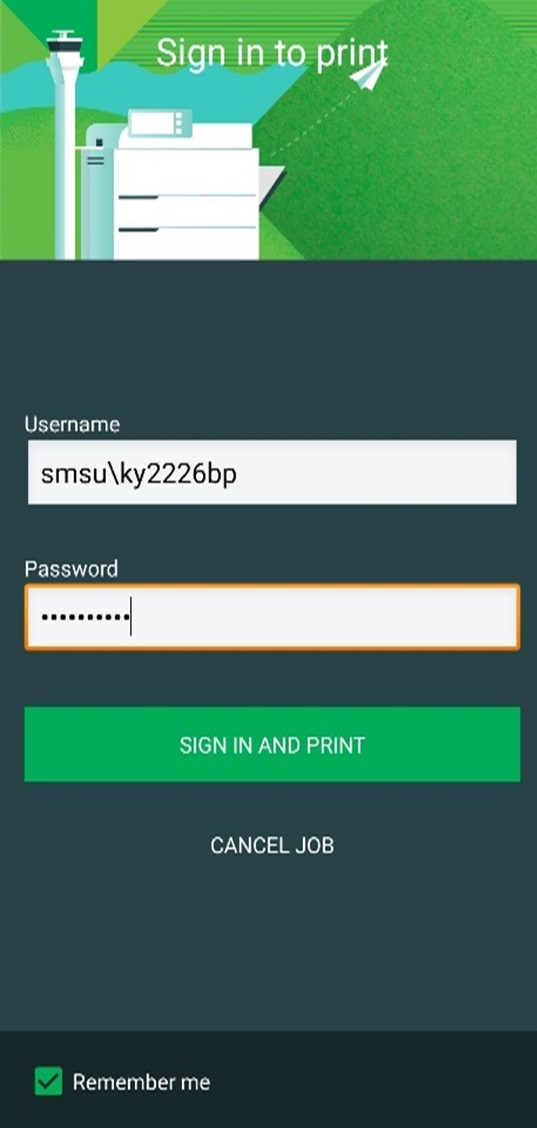 Sign in to print
Username
smsu\ky2226bp
Password
••••••••••
SIGN IN AND PRINT
CANCEL JOB
Remember me